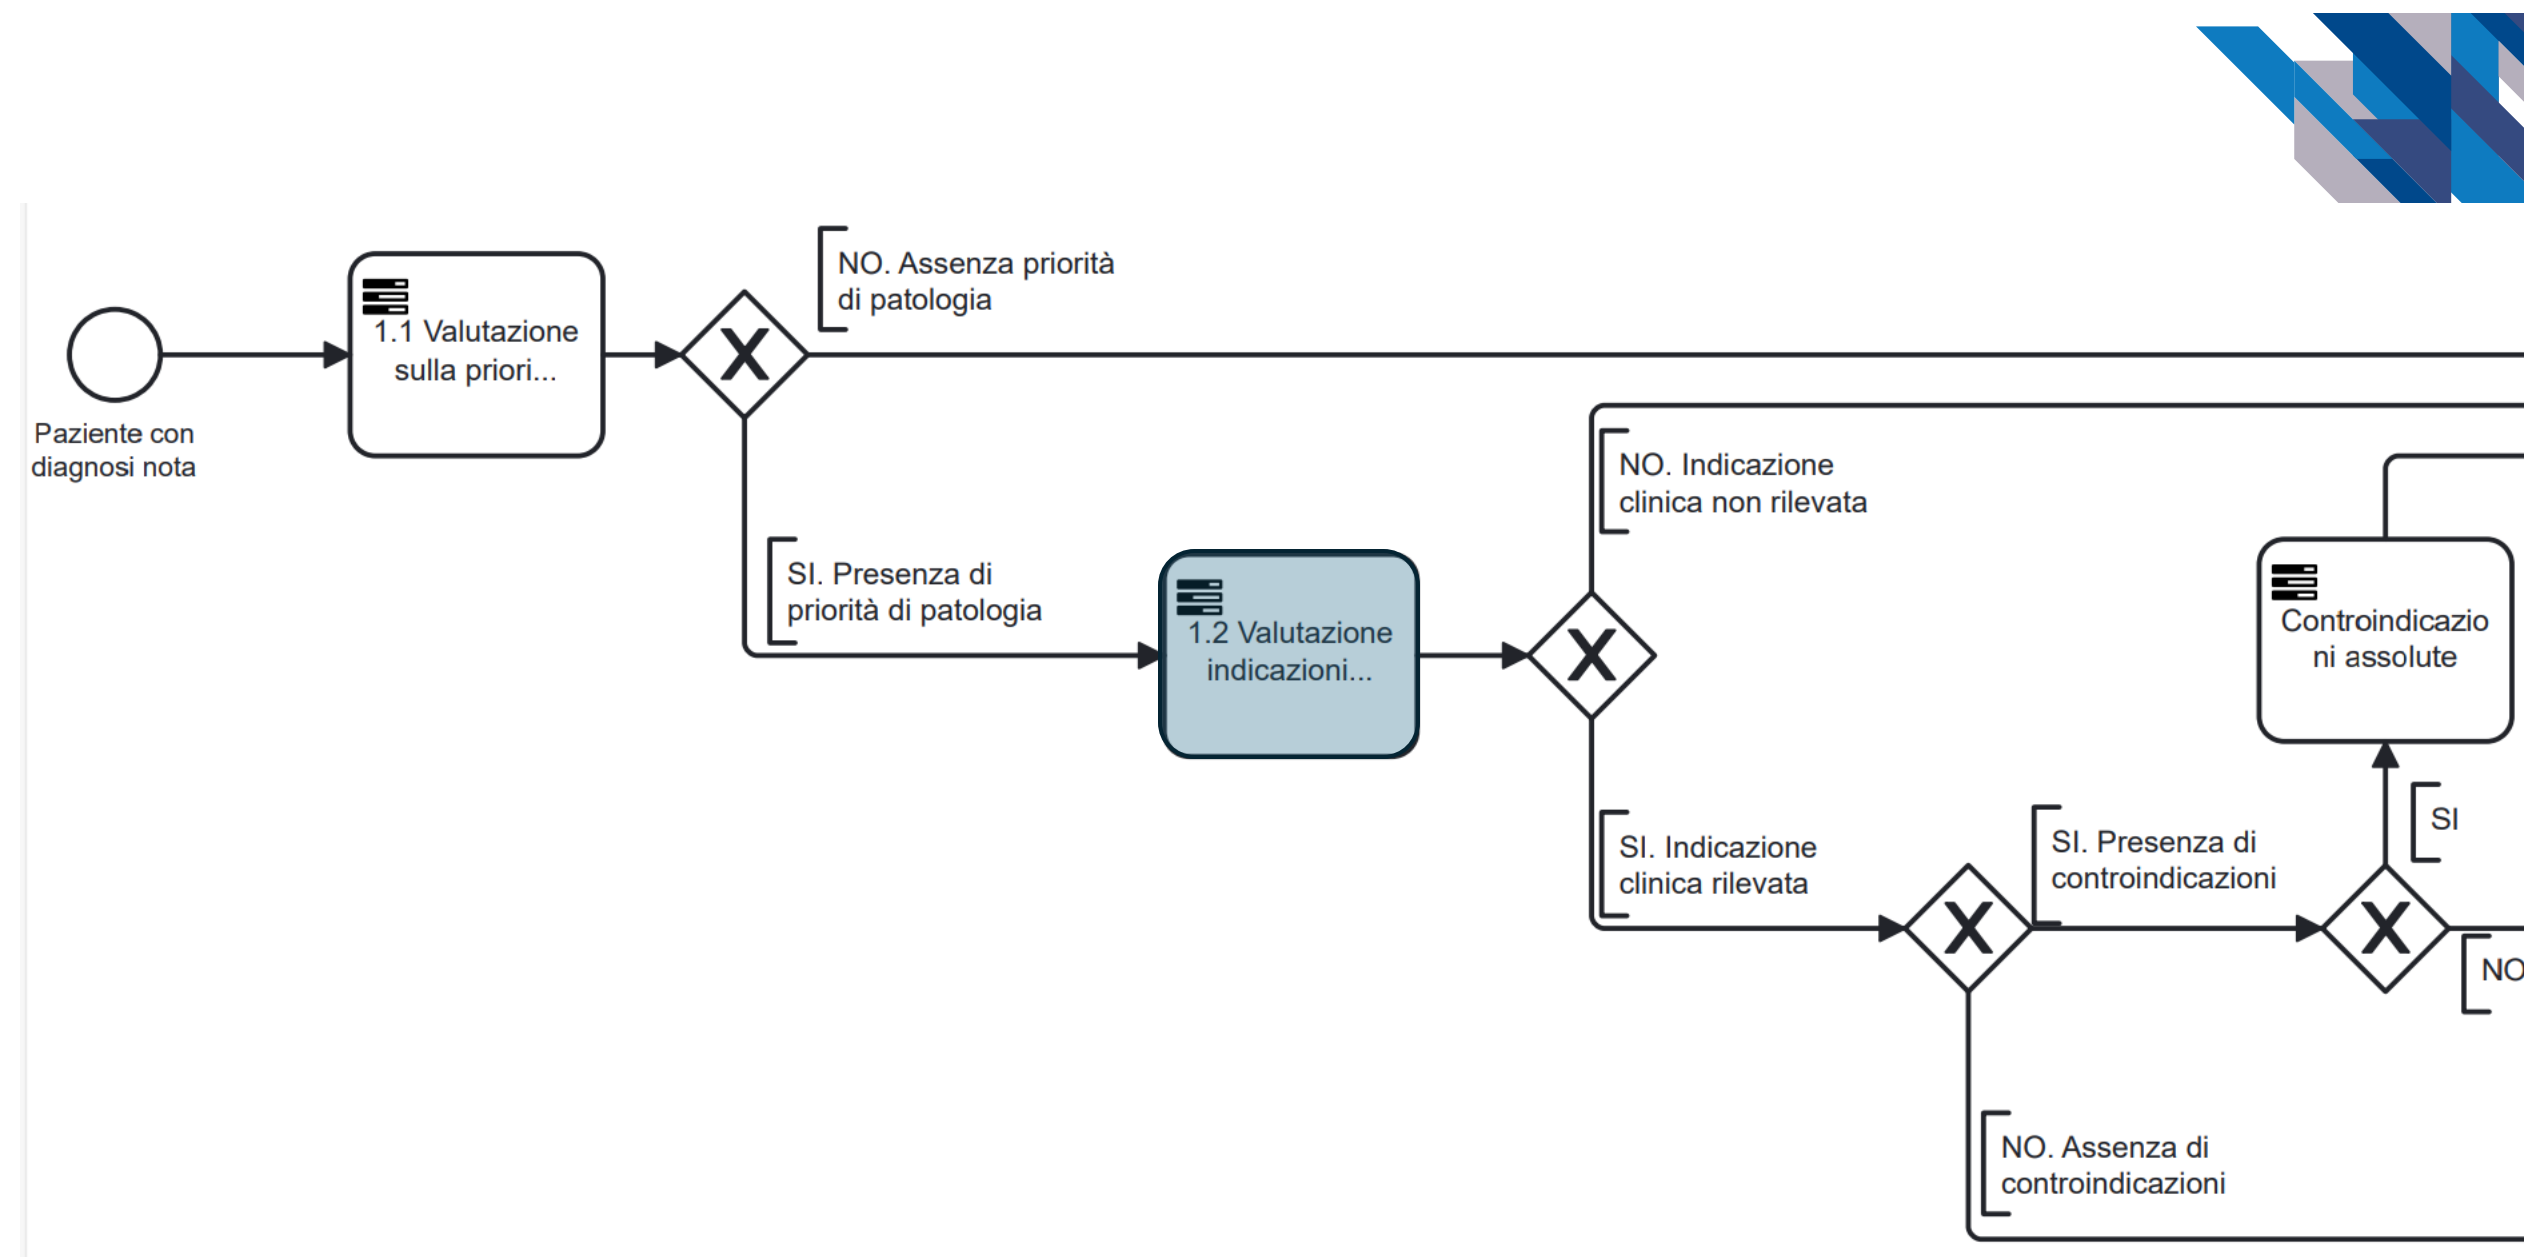 NO. Assenza priorità
di patologia
1.1 Valutazione
sulla priori...
X
Paziente con
diagnosi nota
NO. Indicazione
clinica non rilevata
SI. Presenza di
priorità di patologia
1.2 Valutazione
indicazioni...
X
Controindicazio
ni assolute
SI
SI. Indicazione
clinica rilevata
SI. Presenza di
controindicazioni
X
X
NO
NO. Assenza di
controindicazioni